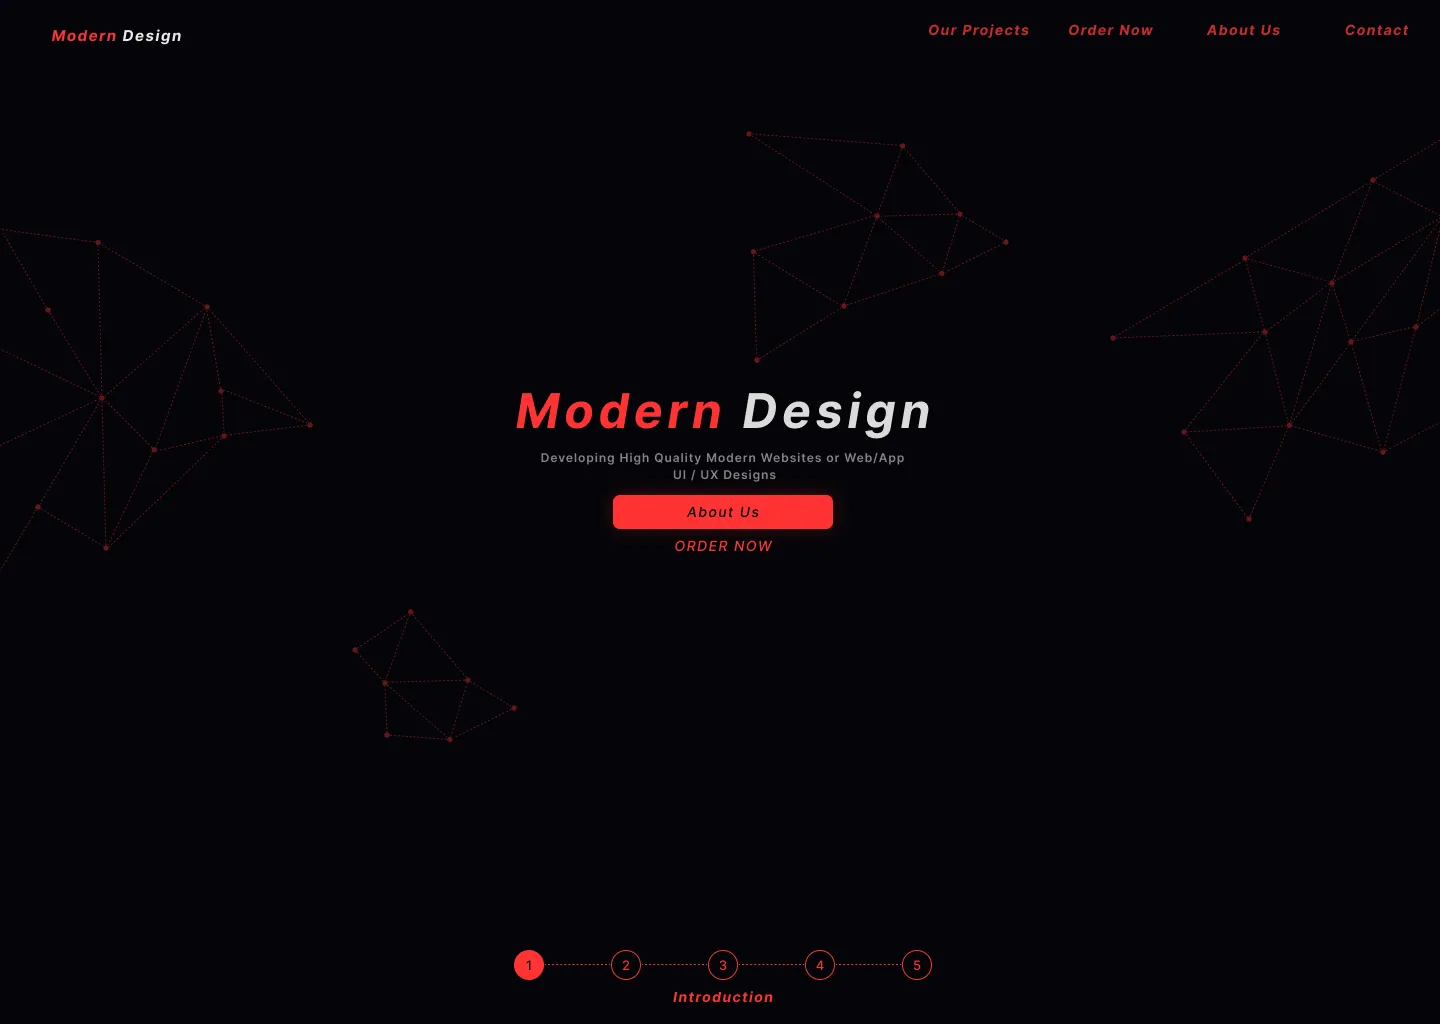 Modern Design
Our Projects
Order Now
About Us
Contact
Modern Design
Developing High Quality Modern Websites or Web/App
UI / UX Designs
About Us
ORDER NOW
1
2
3
4
5
Introduction